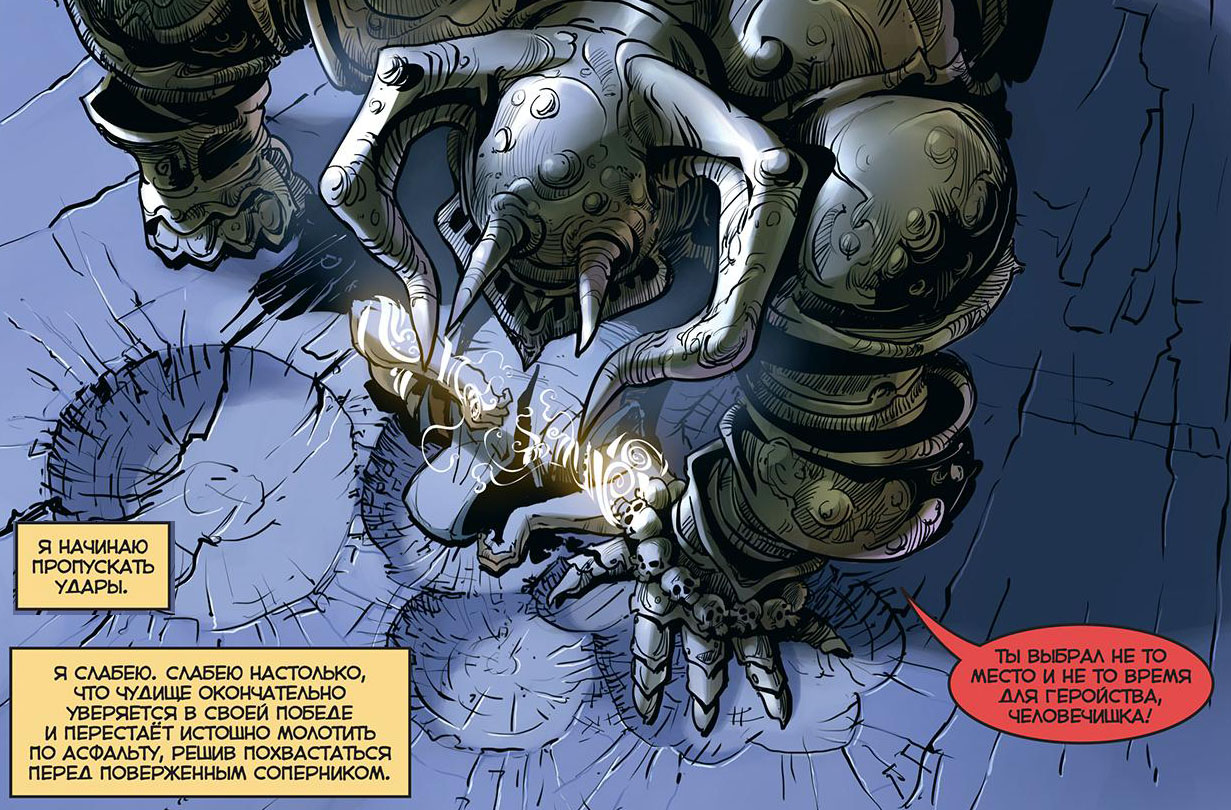 Я НАЧИНАЮ
ПРОПУСКАТЬ
УДАРЫ.
Я СЛАБЕЮ. СЛАБЕЮ НАСТОЛЬКО,
ЧТО ЧУДИЩЕ ОКОНЧАТЕЛЬНО
УВЕРЯЕТСЯ В СВОЕЙ ПОБЕДЕ
И ПЕРЕСТАЁТ ИСТОШНО МОЛОТИТЬ
ПО АСФАЛЬТУ, РЕШИВ ПОХВАСТАТЬСЯ
ПЕРЕД ПОВЕРЖЕННЫМ СОПЕРНИКОМ.
ТЫ ВЫБРАЛ НЕ ТО
МЕСТО И НЕ ТО ВРЕМЯ
ДЛЯ ГЕРОЙСТВА,
ЧЕЛОВЕЧИШКА!